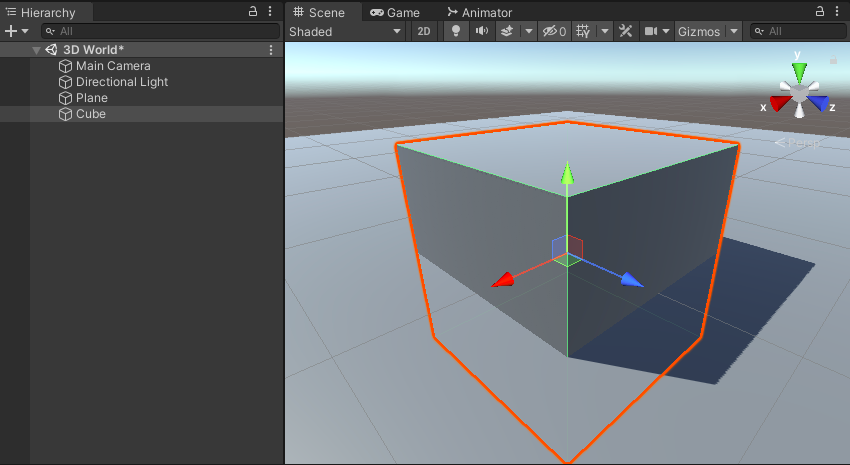 Hierarchy
Scene Game Animator
All
Shaded 2D 0 Gizmos All
3D World*
Main Camera
Directional Light
Plane
Cube
y
x z
Persp